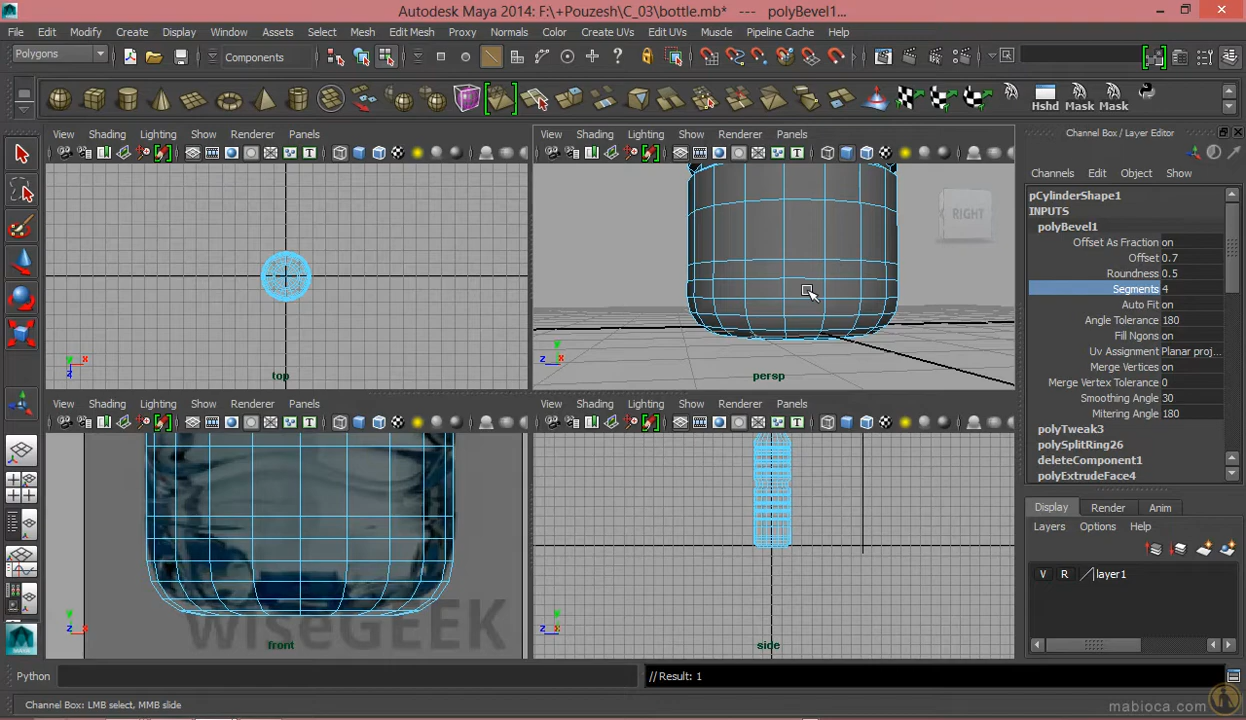 Autodesk Maya 2014: F:\+Pouzesh\C_03\bottle.mb* --- polyBevel1...
File Edit Modify Create Display Window Assets Select Mesh Edit Mesh Proxy Normals Color Create UVs Edit UVs Muscle Pipeline Cache Help
Polygons Components
Hshd Mask Mask
View Shading Lighting Show Renderer Panels
View Shading Lighting Show Renderer Panels
Channel Box / Layer Editor
Channels Edit Object Show
pCylinderShape1
INPUTS
polyBevel1
Offset As Fraction on
Offset 0.7
Roundness 0.5
Segments 4
Auto Fit on
Angle Tolerance 180
Fill Ngons on
Uv Assignment Planar proj...
Merge Vertices on
Merge Vertex Tolerance 0
Smoothing Angle 30
Mitering Angle 180
polyTweak3
polySplitRing26
deleteComponent1
polyExtrudeFace4
RIGHT
y x z
top
y z x
persp
View Shading Lighting Show Renderer Panels
View Shading Lighting Show Renderer Panels
wiseGEEK
y z x
front
y z x
side
Display Render Anim
Layers Options Help
V R layer1
Python // Result: 1
Channel Box: LMB select, MMB slide
mabioca.com